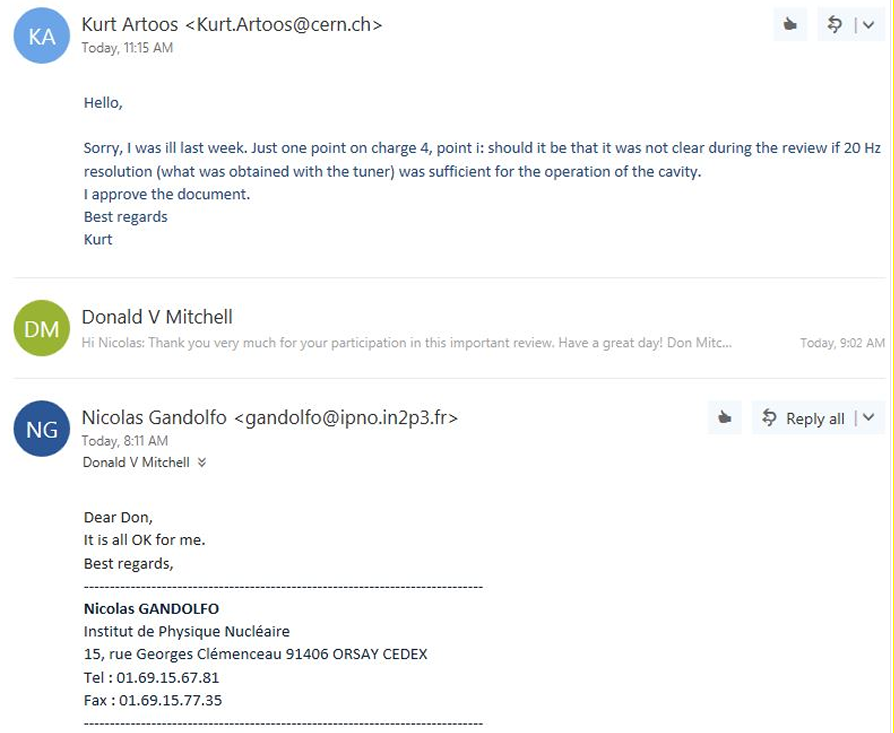 KA
Kurt Artoos <Kurt.Artoos@cern.ch>
Today, 11:15 AM
Hello,
Sorry, I was ill last week. Just one point on charge 4, point i: should it be that it was not clear during the review if 20 Hz
resolution (what was obtained with the tuner) was sufficient for the operation of the cavity.
I approve the document.
Best regards
Kurt
DM
Donald V Mitchell
Hi Nicolas: Thank you very much for your participation in this important review. Have a great day! Don Mitc...
Today, 9:02 AM
NG
Nicolas Gandolfo <gandolfo@ipno.in2p3.fr>
Reply all
Today, 8:11 AM
Donald V Mitchell
Dear Don,
It is all OK for me.
Best regards,
--------------------------------------------------------------------------------
Nicolas GANDOLFO
Institut de Physique Nucléaire
15, rue Georges Clémenceau 91406 ORSAY CEDEX
Tel : 01.69.15.67.81
Fax : 01.69.15.77.35
--------------------------------------------------------------------------------